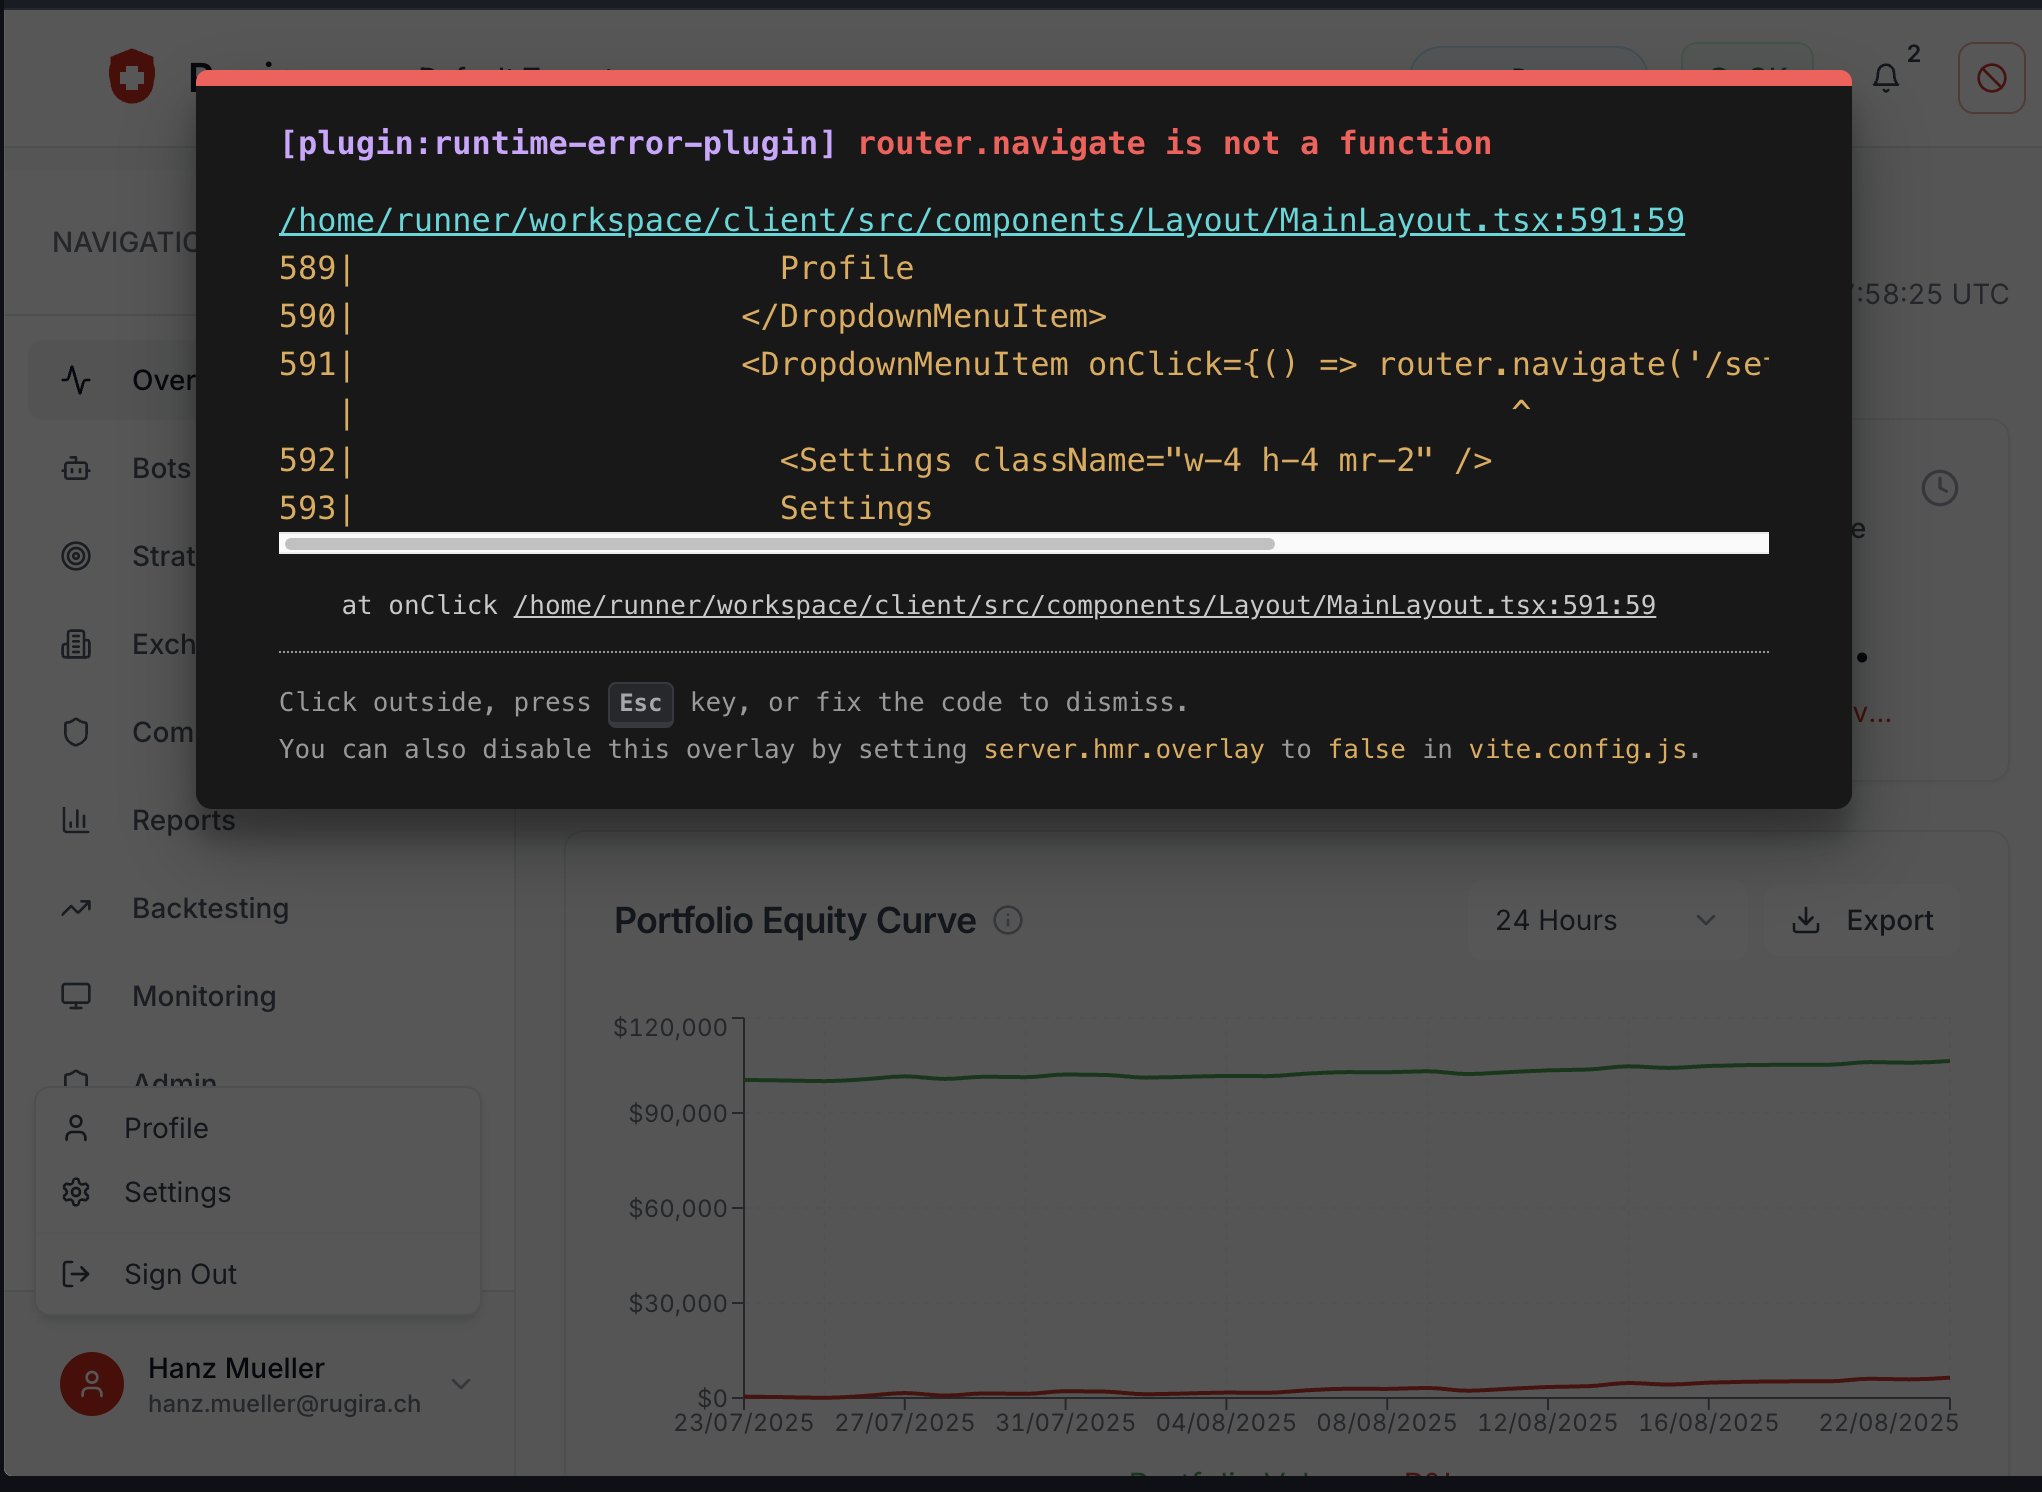 2
[plugin:runtime-error-plugin] router.navigate is not a function
/home/runner/workspace/client/src/components/Layout/MainLayout.tsx:591:59
589| Profile
590| </DropdownMenuItem>
591| <DropdownMenuItem onClick={() => router.navigate('/se
| ^
592| <Settings className="w-4 h-4 mr-2" />
593| Settings
at onClick /home/runner/workspace/client/src/components/Layout/MainLayout.tsx:591:59
Click outside, press Esc key, or fix the code to dismiss.
You can also disable this overlay by setting server.hmr.overlay to false in vite.config.js.
NAVIGATIO
:58:25 UTC
Over
Bots
Strat
Exch
Com
Reports
Backtesting
Monitoring
Admin
Profile
Settings
Sign Out
Hanz Mueller
hanz.mueller@rugira.ch
e
v...
Portfolio Equity Curve
24 Hours
Export
$120,000
$90,000
$60,000
$30,000
$0
23/07/2025 27/07/2025 31/07/2025 04/08/2025 08/08/2025 12/08/2025 16/08/2025 22/08/2025